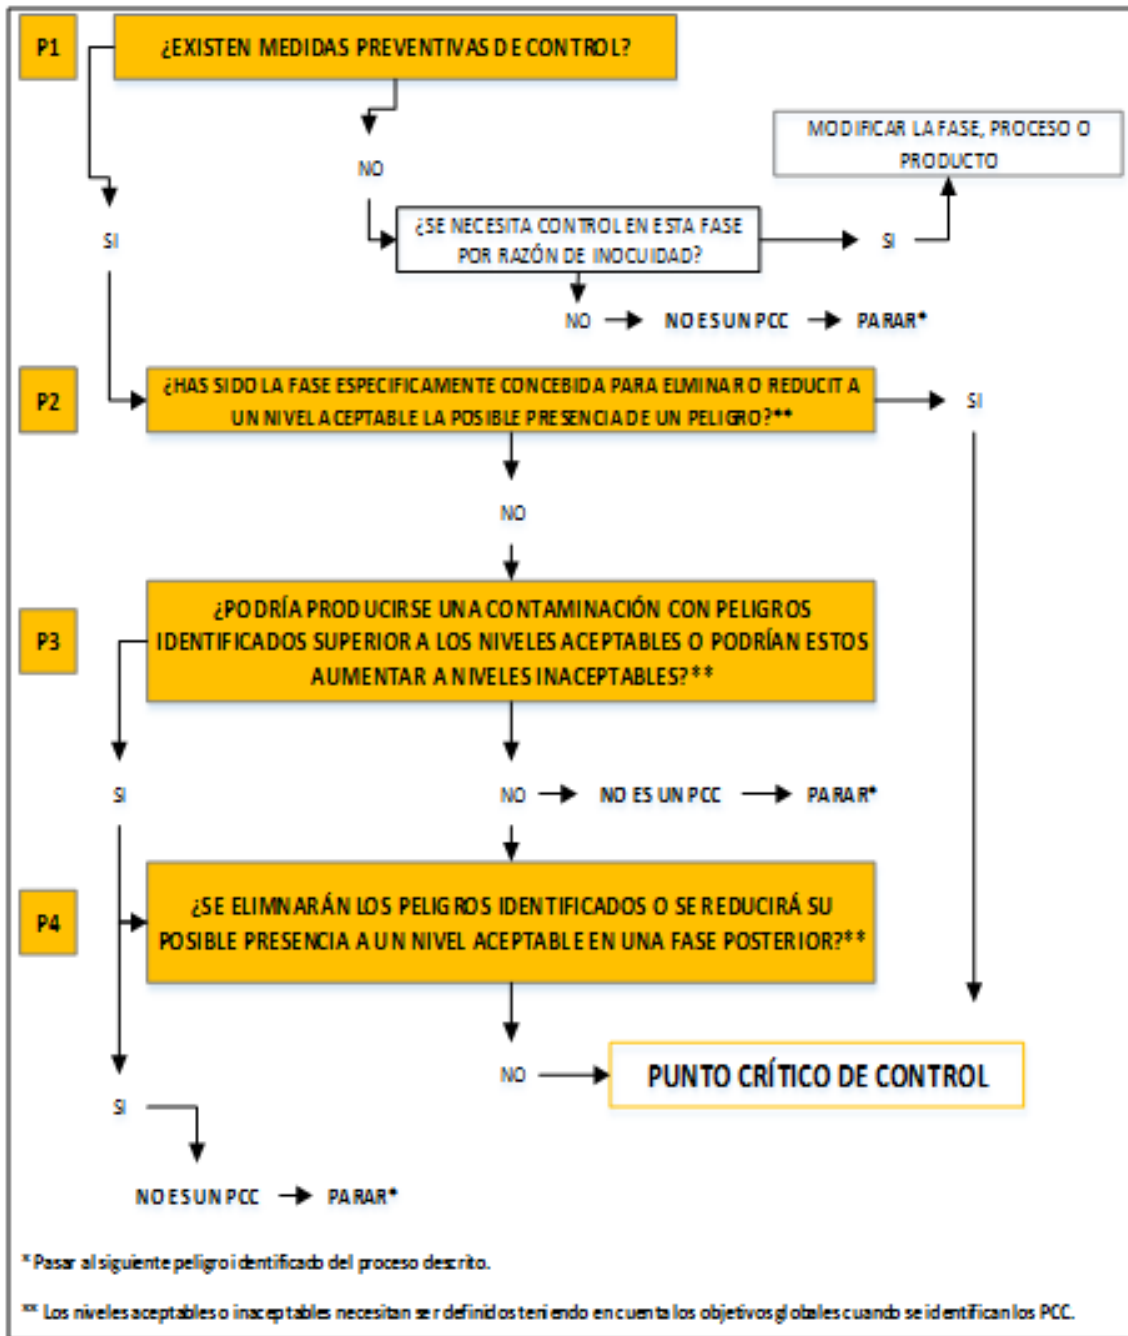 P1
¿EXISTEN MEDIDAS PREVENTIVAS DE CONTROL?
MODIFICAR LA FASE, PROCESO O
PRODUCTO
NO
SI
¿SE NECESITA CONTROL EN ESTA FASE
POR RAZÓN DE INOCUIDAD?
SI
NO
NO ES UN PCC
PARAR*
P2
¿HAS SIDO LA FASE ESPECIFICAMENTE CONCEBIDA PARA ELMINAR O REDUCIT A
UN NIVEL ACEPTABLE LA POSIBLE PRESENCIA DE UN PELIGRO?**
SI
NO
P3
¿PODRÍA PRODUCIRSE UNA CONTAMINACIÓN CON PELIGROS
IDENTIFICADOS SUPERIOR A LOS NIVELES ACEPTABLES O PODRÍAN ESTOS
AUMENTAR A NIVELES INACEPTABLES?**
SI
NO
NO ES UN PCC
PARAR*
P4
¿SE ELIMNARÁN LOS PELIGROS IDENTIFICADOS O SE REDUCIRÁ SU
POSIBLE PRESENCIA A UN NIVEL ACEPTABLE EN UNA FASE POSTERIOR?**
NO
PUNTO CRÍTICO DE CONTROL
SI
NO ES UN PCC
PARAR*
* Pasar al siguiente peligro identificado del proceso descrito.
** Los niveles aceptables o inaceptables necesitan ser definidos teniendo en cuenta los objetivos globales cuando se identifican los PCC.